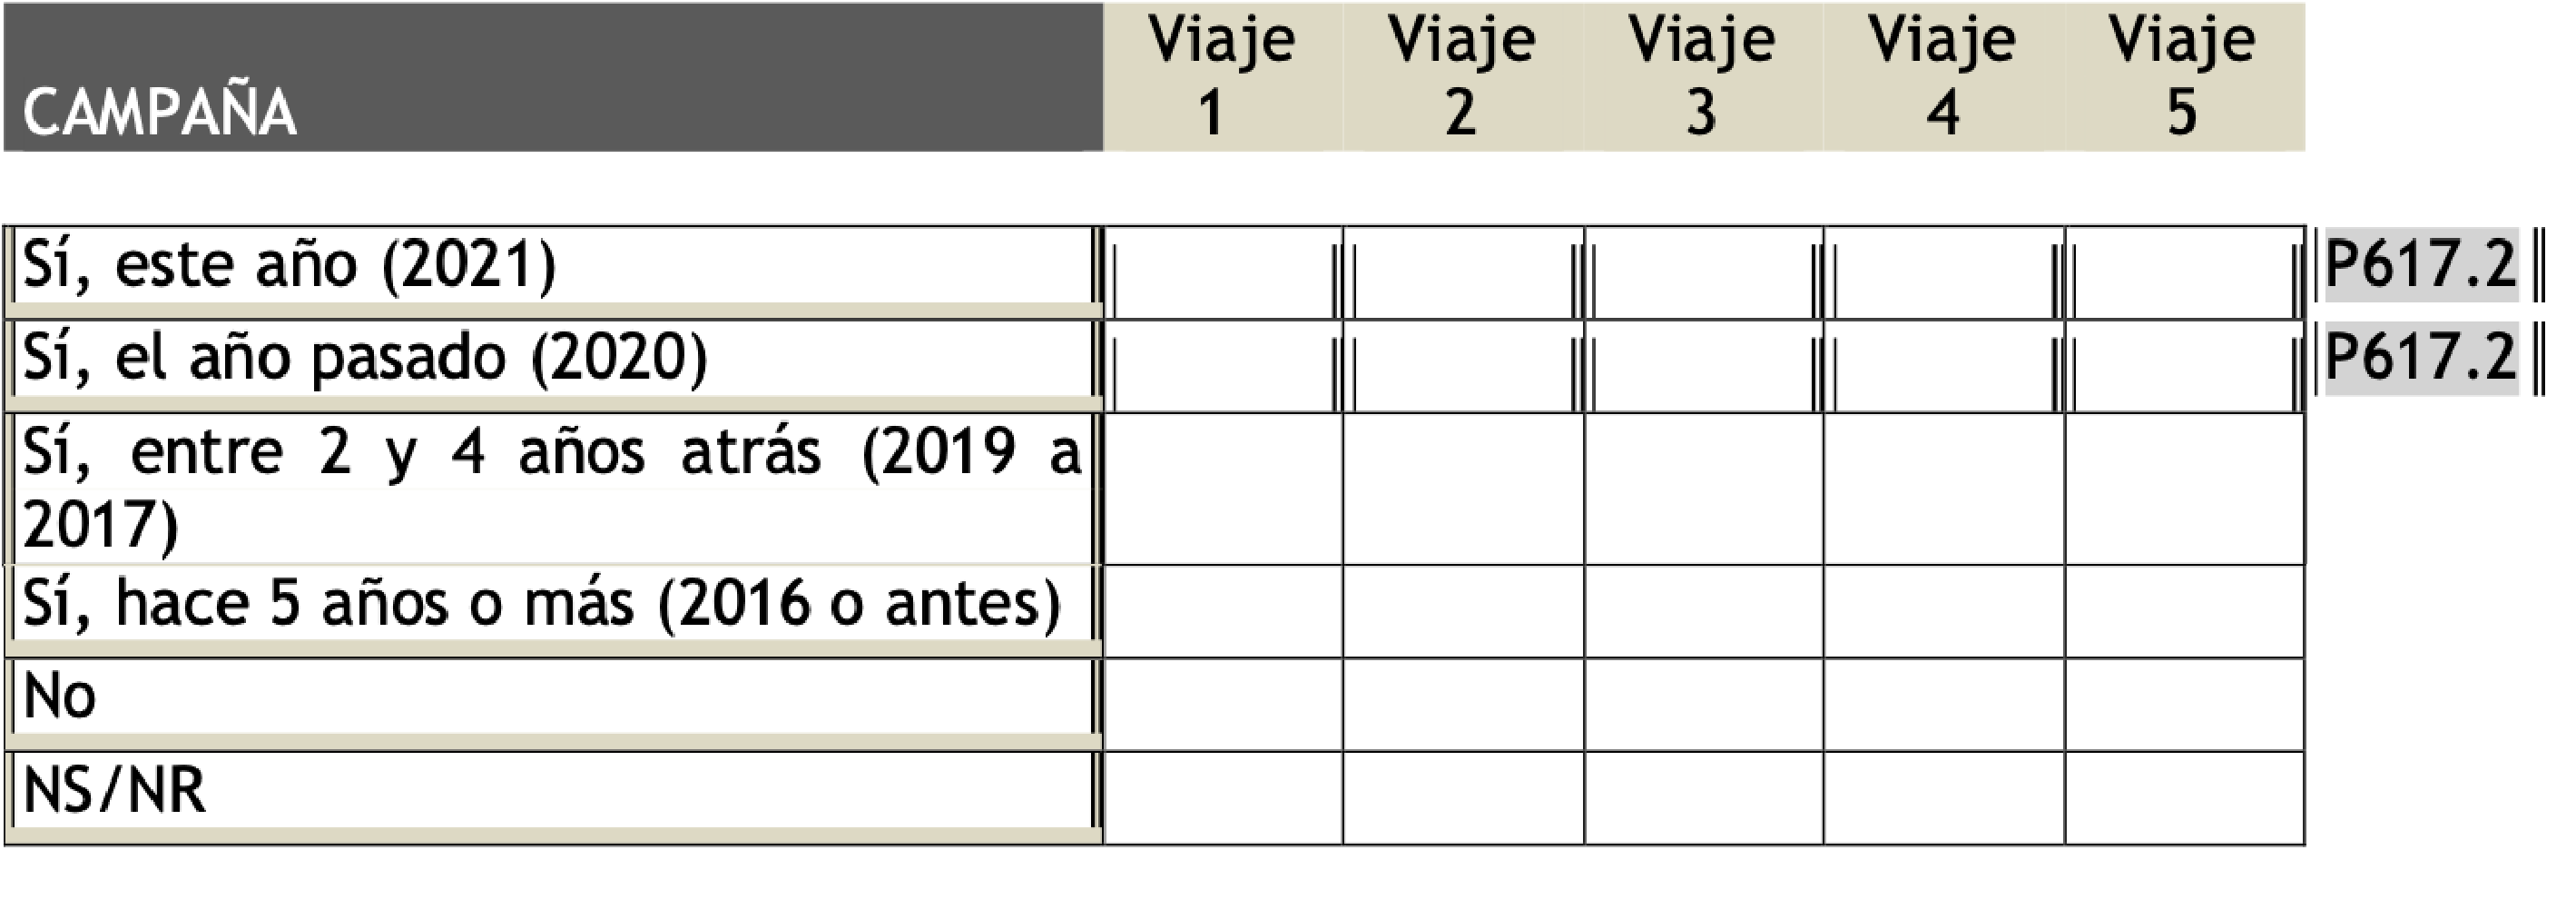 CAMPAÑA
Viaje 1
Viaje 2
Viaje 3
Viaje 4
Viaje 5
Sí, este año (2021)
P617.2
Sí, el año pasado (2020)
P617.2
Sí, entre 2 y 4 años atrás (2019 a
2017)
Sí, hace 5 años o más (2016 o antes)
No
NS/NR